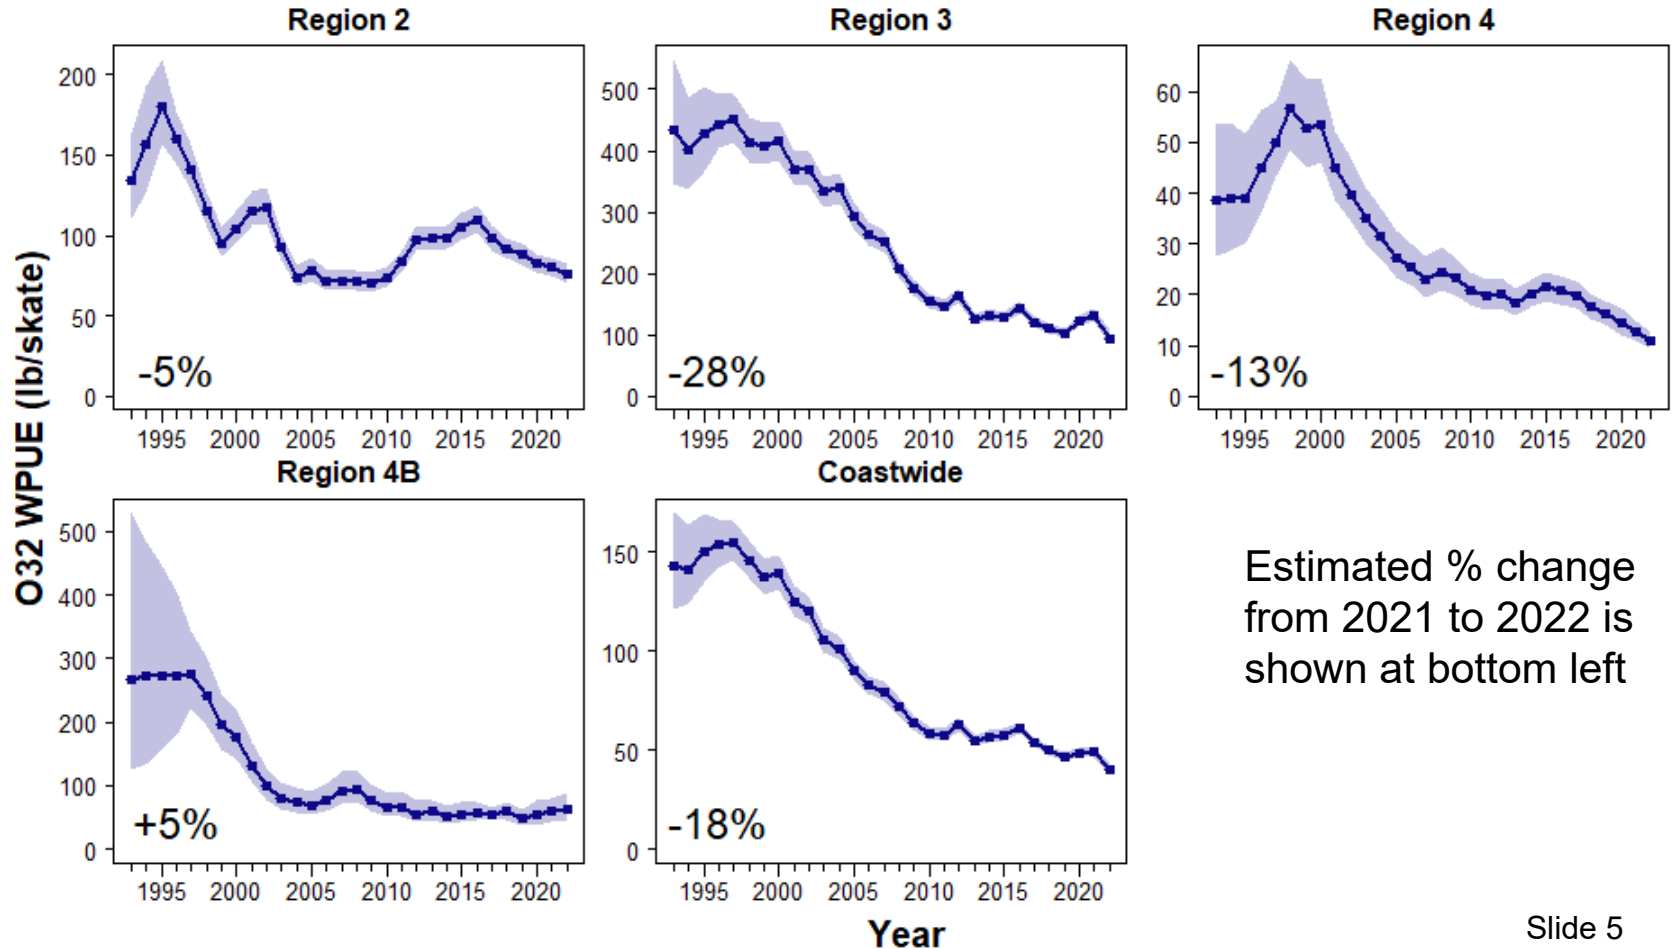 Region 2
Region 3
Region 4
200
150
100
50
0
-5%
1995 2000 2005 2010 2015 2020
500
400
300
200
100
0
-28%
1995 2000 2005 2010 2015 2020
60
50
40
30
20
10
0
-13%
1995 2000 2005 2010 2015 2020
O32 WPUE (lb/skate)
Region 4B
Coastwide
500
400
300
200
100
0
+5%
1995 2000 2005 2010 2015 2020
150
100
50
0
-18%
1995 2000 2005 2010 2015 2020
Year
Estimated % change
from 2021 to 2022 is
shown at bottom left
Slide 5